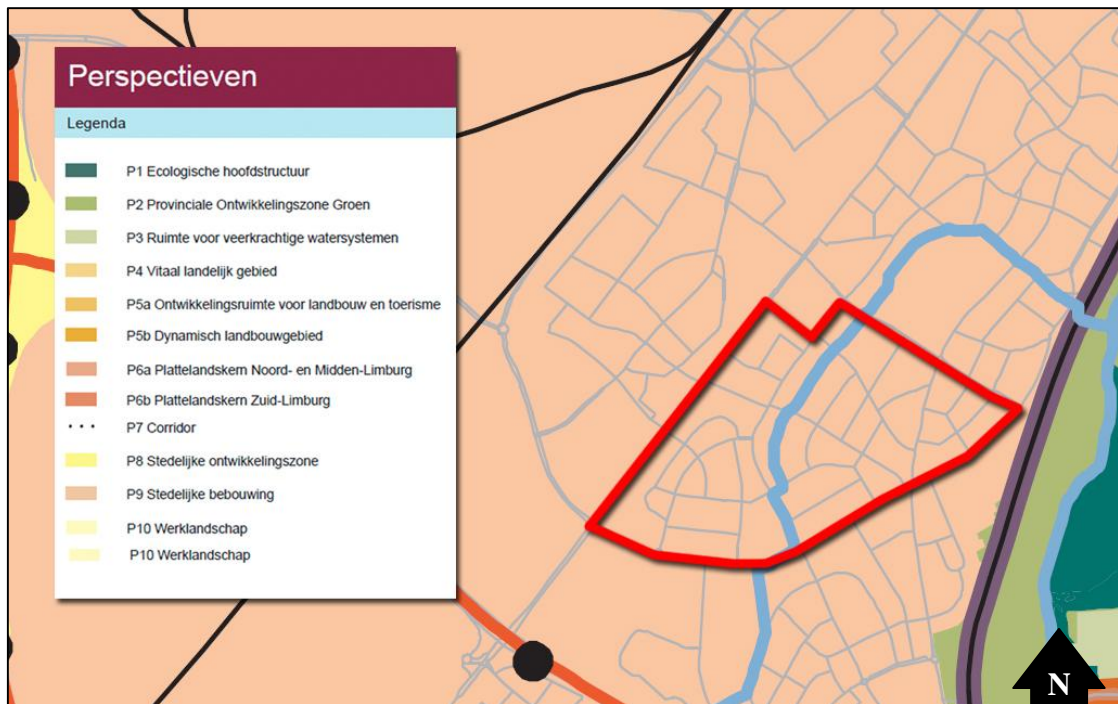 Perspectieven
Legenda
P1 Ecologische hoofdstructuur
P2 Provinciale Ontwikkelingszone Groen
P3 Ruimte voor veerkrachtige watersystemen
P4 Vitaal landelijk gebied
P5a Ontwikkelingsruimte voor landbouw en toerisme
P5b Dynamisch landbouwgebied
P6a Plattelandskern Noord- en Midden-Limburg
P6b Plattelandskern Zuid-Limburg
P7 Corridor
P8 Stedelijke ontwikkelingszone
P9 Stedelijke bebouwing
P10 Werklandschap
P10 Werklandschap
N